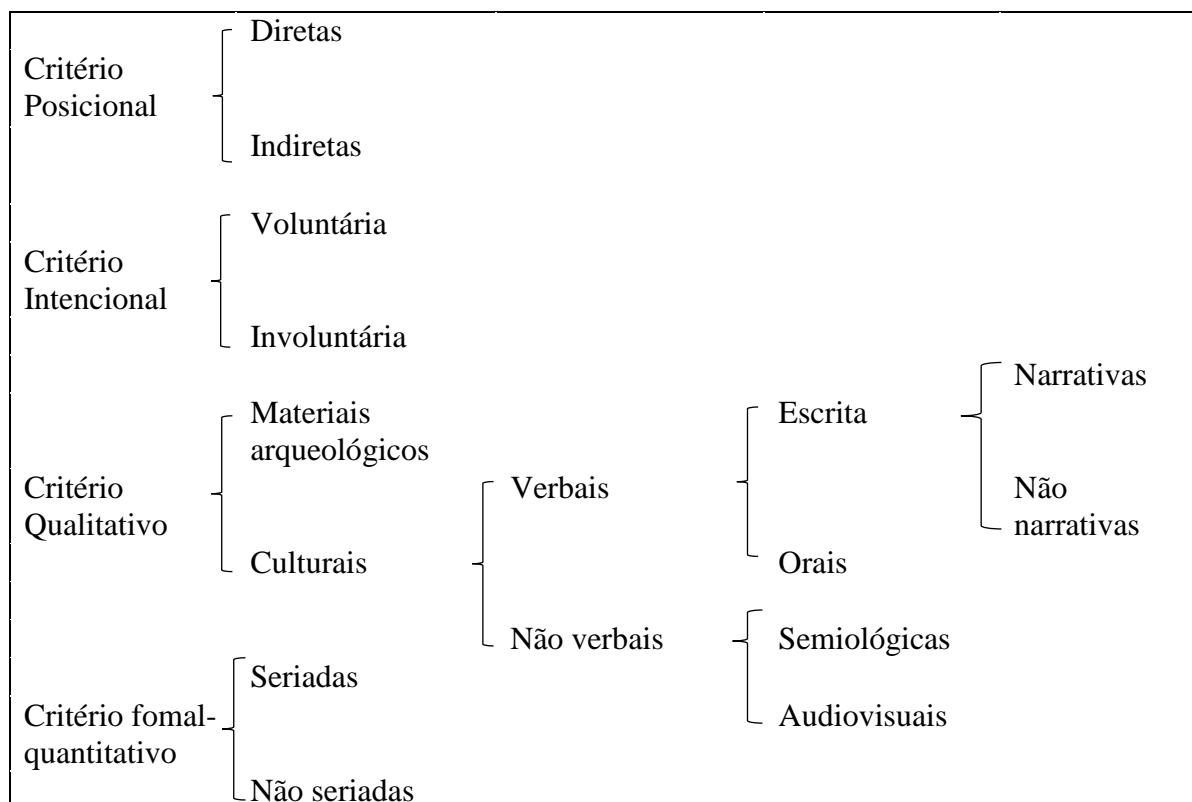 Diretas
Critério
Posicional
Indiretas
Voluntária
Critério
Intencional
Involuntária
Narrativas
Materiais
arqueológicos
Escrita
Critério
Qualitativo
Verbais
Não
narrativas
Culturais
Orais
Não verbais
Semiológicas
Seriadas
Critério fomal-
quantitativo
Audiovisuais
Não seriadas